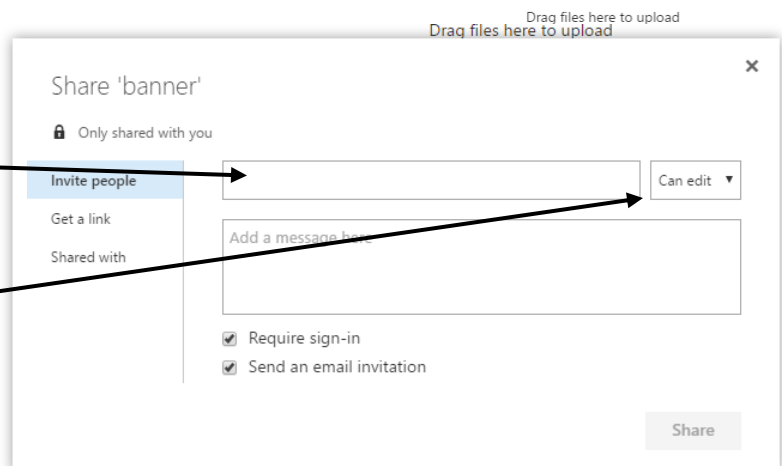 Drag files here to upload
Drag files here to upload
Share 'banner'
Only shared with you
Invite people
Can edit
Get a link
Add a message here
Shared with
Require sign-in
Send an email invitation
Share